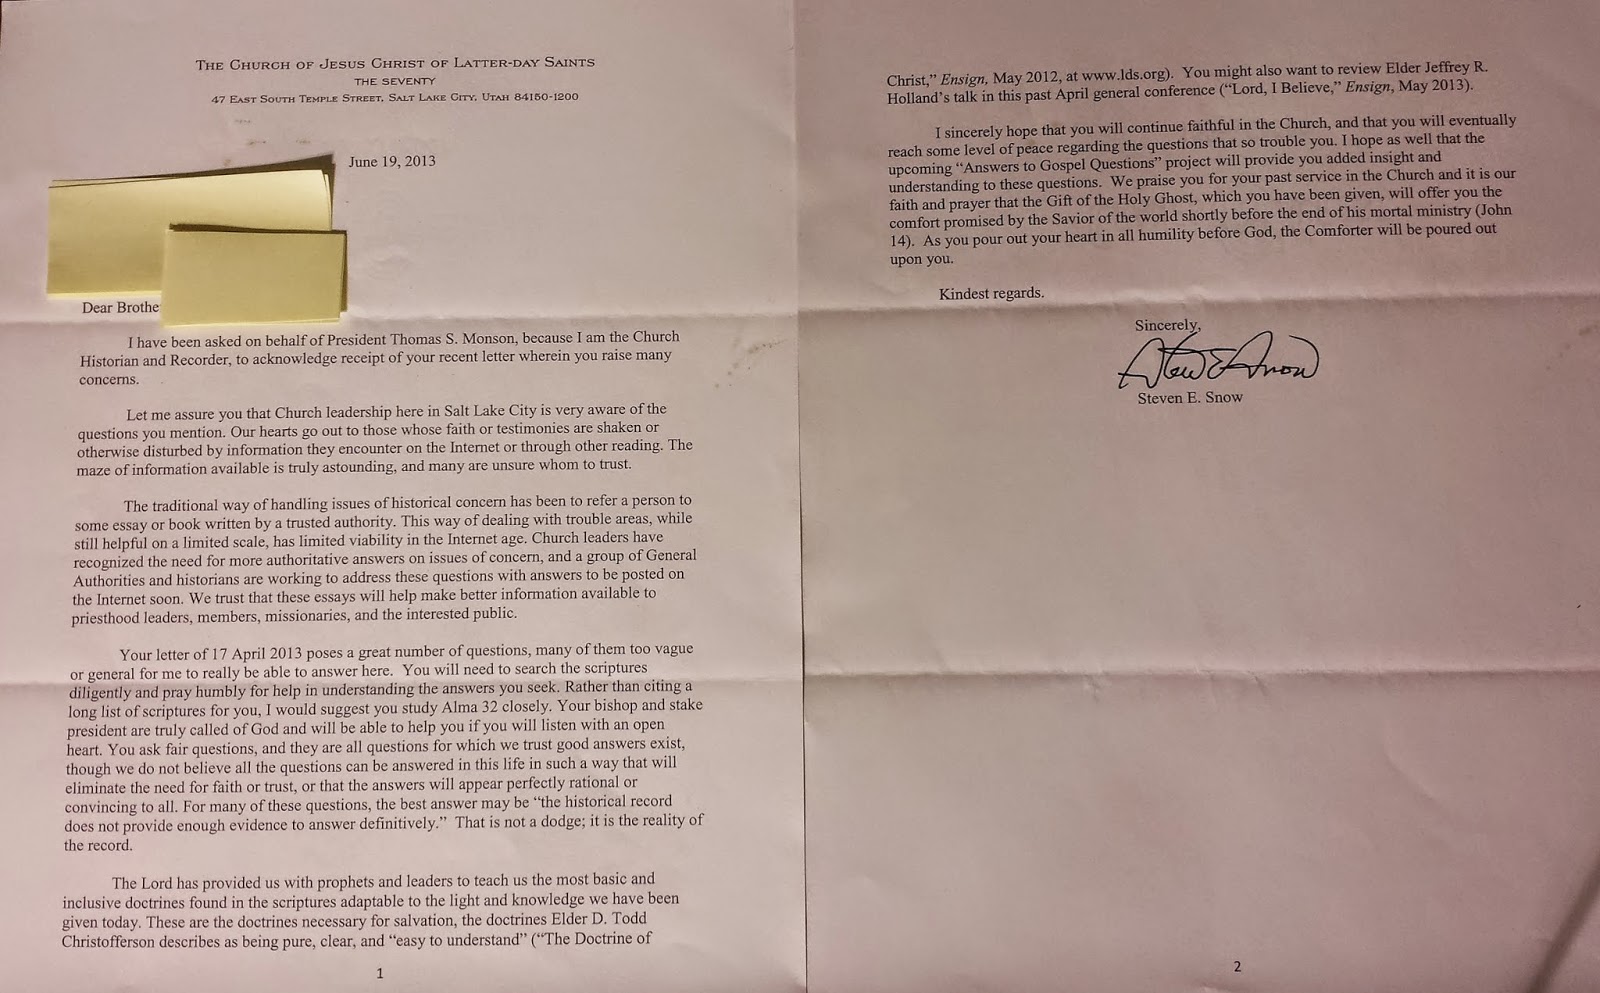 THE CHURCH OF JESUS CHRIST OF LATTER-DAY SAINTS
THE SEVENTY
47 EAST SOUTH TEMPLE STREET, SALT LAKE CITY, UTAH 84150-1200
June 19, 2013
Dear Brothe
I have been asked on behalf of President Thomas S. Monson, because I am the Church
Historian and Recorder, to acknowledge receipt of your recent letter wherein you raise many
concerns.
Let me assure you that Church leadership here in Salt Lake City is very aware of the
questions you mention. Our hearts go out to those whose faith or testimonies are shaken or
otherwise disturbed by information they encounter on the Internet or through other reading. The
maze of information available is truly astounding, and many are unsure whom to trust.
The traditional way of handling issues of historical concern has been to refer a person to
some essay or book written by a trusted authority. This way of dealing with trouble areas, while
still helpful on a limited scale, has limited viability in the Internet age. Church leaders have
recognized the need for more authoritative answers on issues of concern, and a group of General
Authorities and historians are working to address these questions with answers to be posted on
the Internet soon. We trust that these essays will help make better information available to
priesthood leaders, members, missionaries, and the interested public.
Your letter of 17 April 2013 poses a great number of questions, many of them too vague
or general for me to really be able to answer here. You will need to search the scriptures
diligently and pray humbly for help in understanding the answers you seek. Rather than citing a
long list of scriptures for you, I would suggest you study Alma 32 closely. Your bishop and stake
president are truly called of God and will be able to help you if you will listen with an open
heart. You ask fair questions, and they are all questions for which we trust good answers exist,
though we do not believe all the questions can be answered in this life in such a way that will
eliminate the need for faith or trust, or that the answers will appear perfectly rational or
convincing to all. For many of these questions, the best answer may be “the historical record
does not provide enough evidence to answer definitively.” That is not a dodge; it is the reality of
the record.
The Lord has provided us with prophets and leaders to teach us the most basic and
inclusive doctrines found in the scriptures adaptable to the light and knowledge we have been
given today. These are the doctrines necessary for salvation, the doctrines Elder D. Todd
Christofferson describes as being pure, clear, and “easy to understand” (“The Doctrine of
1
Christ,” Ensign, May 2012, at www.lds.org). You might also want to review Elder Jeffrey R.
Holland’s talk in this past April general conference (“Lord, I Believe,” Ensign, May 2013).
I sincerely hope that you will continue faithful in the Church, and that you will eventually
reach some level of peace regarding the questions that so trouble you. I hope as well that the
upcoming “Answers to Gospel Questions” project will provide you added insight and
understanding to these questions. We praise you for your past service in the Church and it is our
faith and prayer that the Gift of the Holy Ghost, which you have been given, will offer you the
comfort promised by the Savior of the world shortly before the end of his mortal ministry (John
14). As you pour out your heart in all humility before God, the Comforter will be poured out
upon you.
Kindest regards.
Sincerely,
Steven E. Snow
Steven E. Snow
2